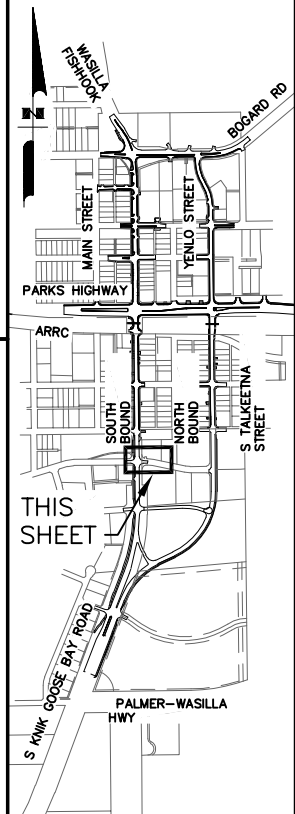 N
WASILLA
FISHHOOK
BOGARD RD
MAIN STREET
YENLO STREET
PARKS HIGHWAY
ARRC
SOUTH
BOUND
NORTH
BOUND
S TALKEETNA
STREET
THIS
SHEET
S KNIK GOOSE BAY ROAD
PALMER-WASILLA
HWY